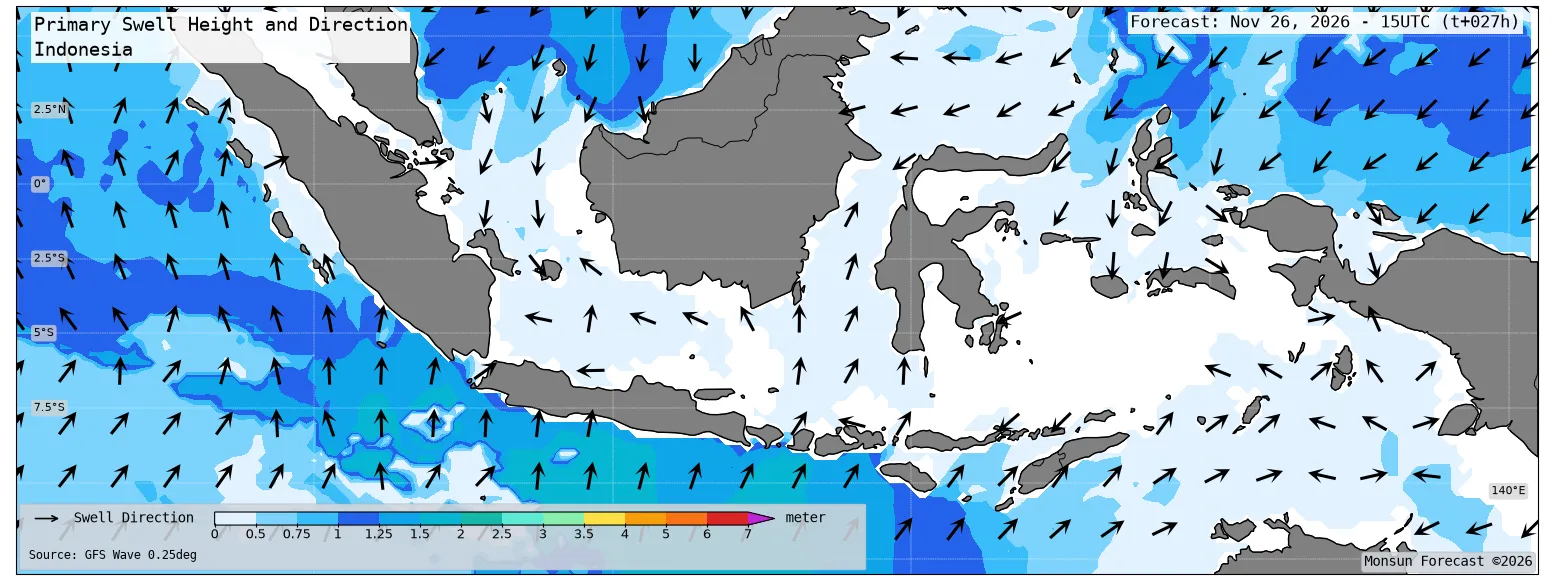 Primary Swell Height and Direction
Indonesia
Forecast: Nov 26, 2026 - 15UTC (t+027h)
2.5°N
0°
2.5°S
5°S
7.5°S
140°E
Swell Direction
meter
0 0.5 0.75 1 1.25 1.5 2 2.5 3 3.5 4 5 6 7
Source: GFS Wave 0.25deg
Monsun Forecast ©2026